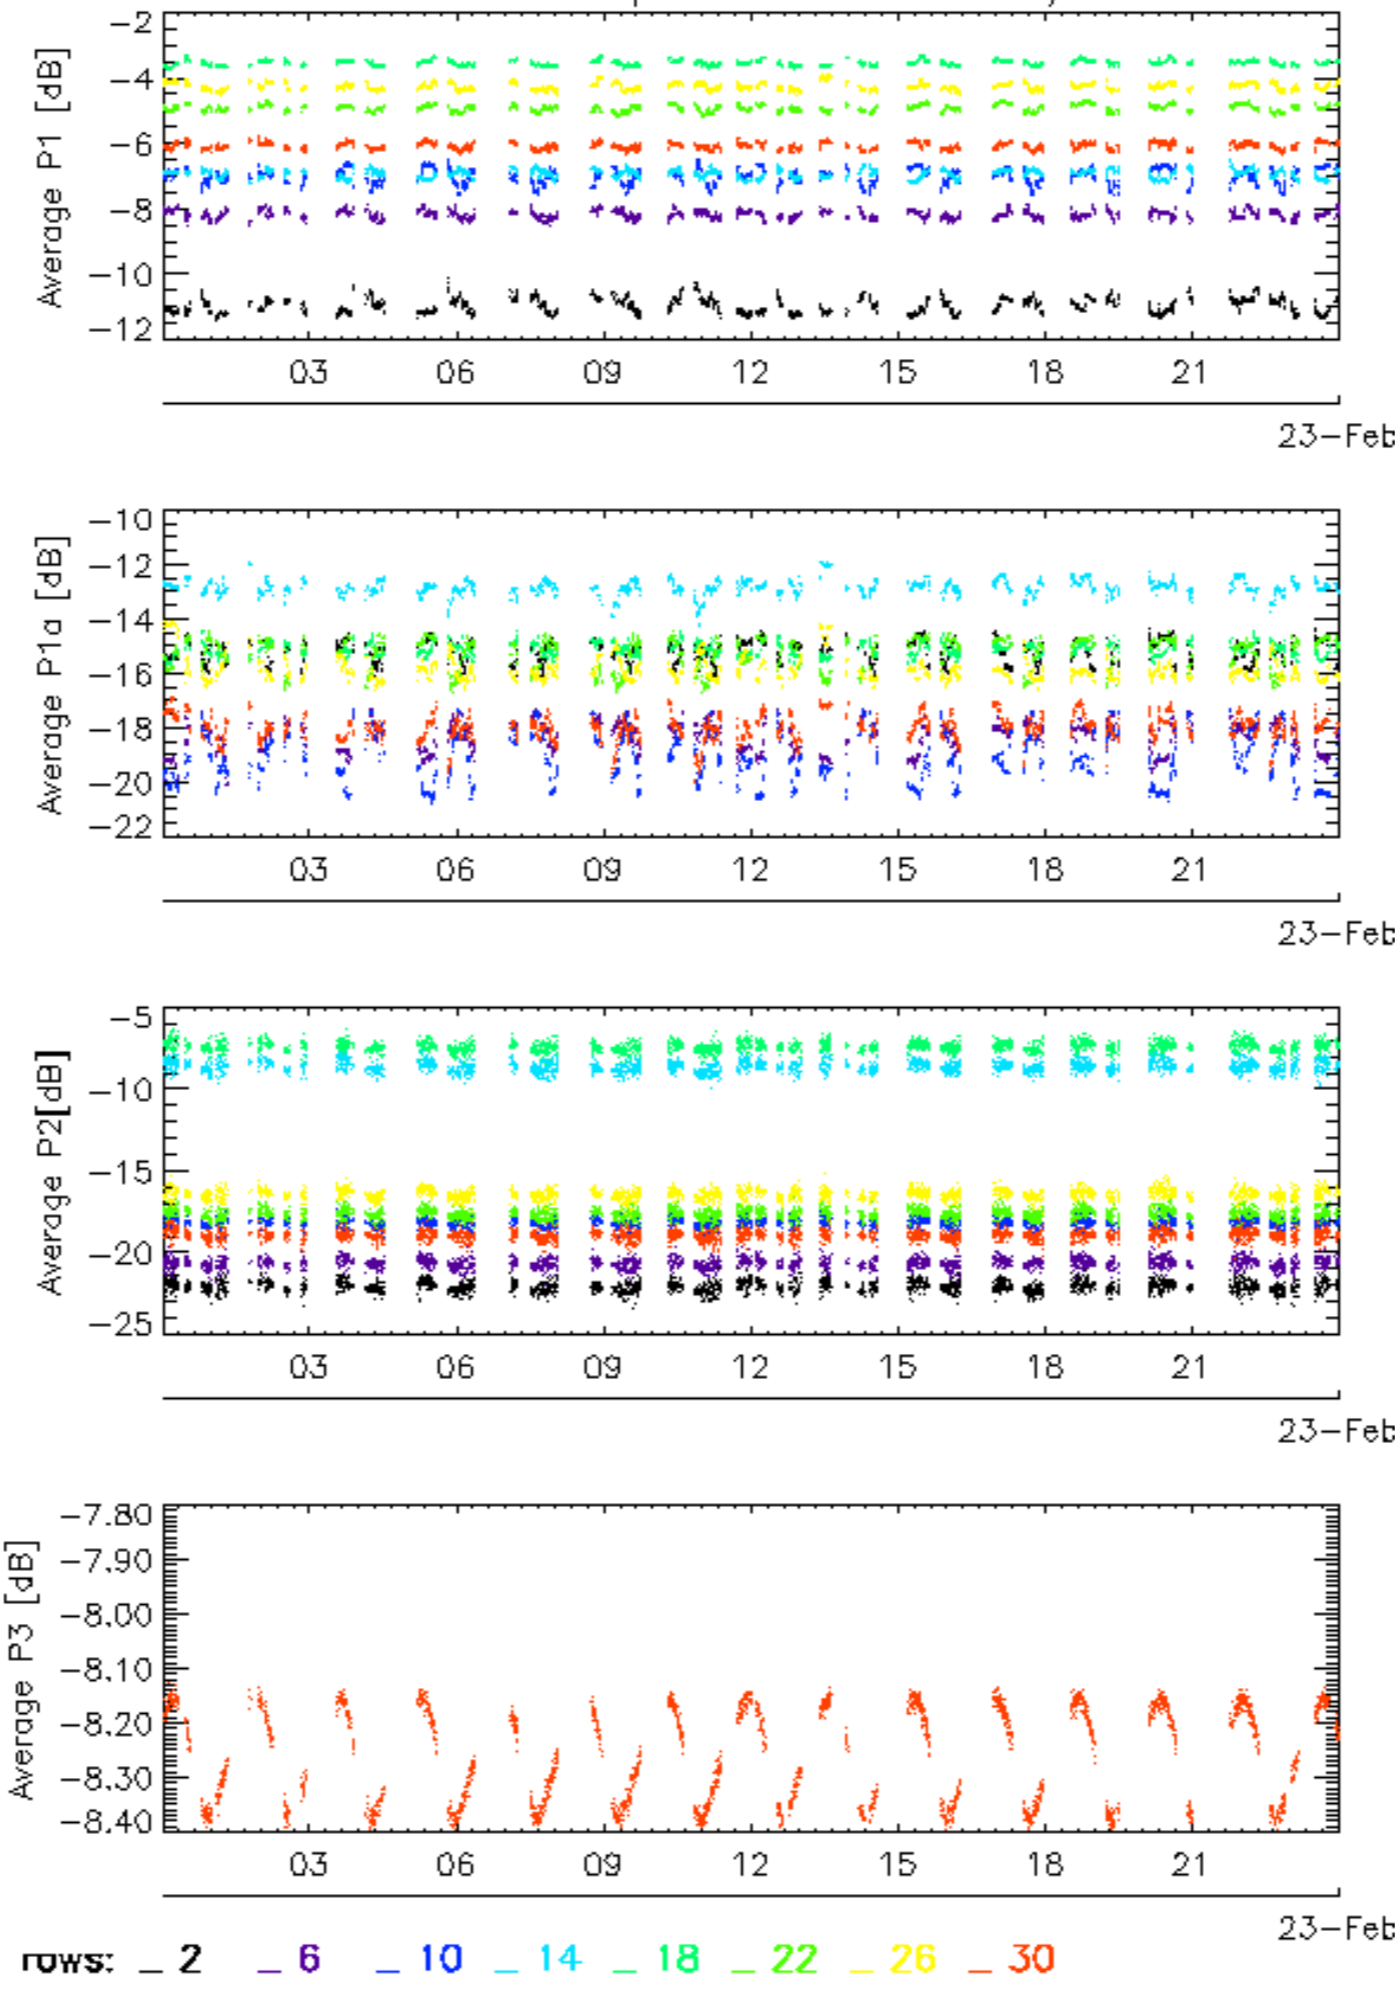 Average P1 [dB]
−2
−4
−6
−8
−10
−12
03 06 09 12 15 18 21
23−Feb
Average P1a [dB]
−10
−12
−14
−16
−18
−20
−22
03 06 09 12 15 18 21
23−Feb
Average P2[dB]
−5
−10
−15
−20
−25
03 06 09 12 15 18 21
23−Feb
Average P3 [dB]
−7.80
−7.90
−8.00
−8.10
−8.20
−8.30
−8.40
03 06 09 12 15 18 21
23−Feb
rows: _ 2 _ 6 _ 10 _ 14 _ 18 _ 22 _ 26 _ 30